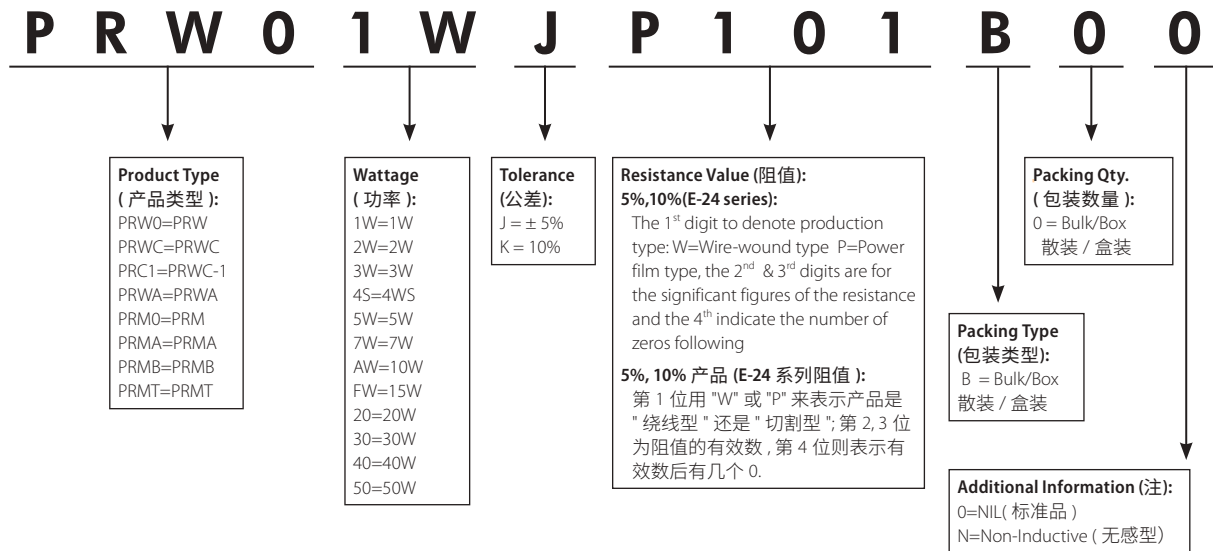 P R W 0 1 W J P 1 0 1 B 0 0
Product Type
( 产品类型 ):
PRW0=PRW
PRWC=PRWC
PRC1=PRWC-1
PRWA=PRWA
PRM0=PRM
PRMA=PRMA
PRMB=PRMB
PRMT=PRMT
Wattage
( 功率 ):
1W=1W
2W=2W
3W=3W
4S=4WS
5W=5W
7W=7W
AW=10W
FW=15W
20=20W
30=30W
40=40W
50=50W
Tolerance
(公差):
J = ± 5%
K = 10%
Resistance Value (阻值):
5%,10%(E-24 series):
The 1st digit to denote production
type: W=Wire-wound type P=Power
film type, the 2nd & 3rd digits are for
the significant figures of the resistance
and the 4th indicate the number of
zeros following
5%, 10% 产品 (E-24 系列阻值 ):
第 1 位用 "W" 或 "P" 来表示产品是
" 绕线型 " 还是 " 切割型 "; 第 2, 3 位
为阻值的有效数 , 第 4 位则表示有
效数后有几个 0.
Packing Type
(包装类型):
B = Bulk/Box
散装 / 盒装
Packing Qty.
( 包装数量 ):
0 = Bulk/Box
散装 / 盒装
Additional Information (注):
0=NIL( 标准品 )
N=Non-Inductive ( 无感型)